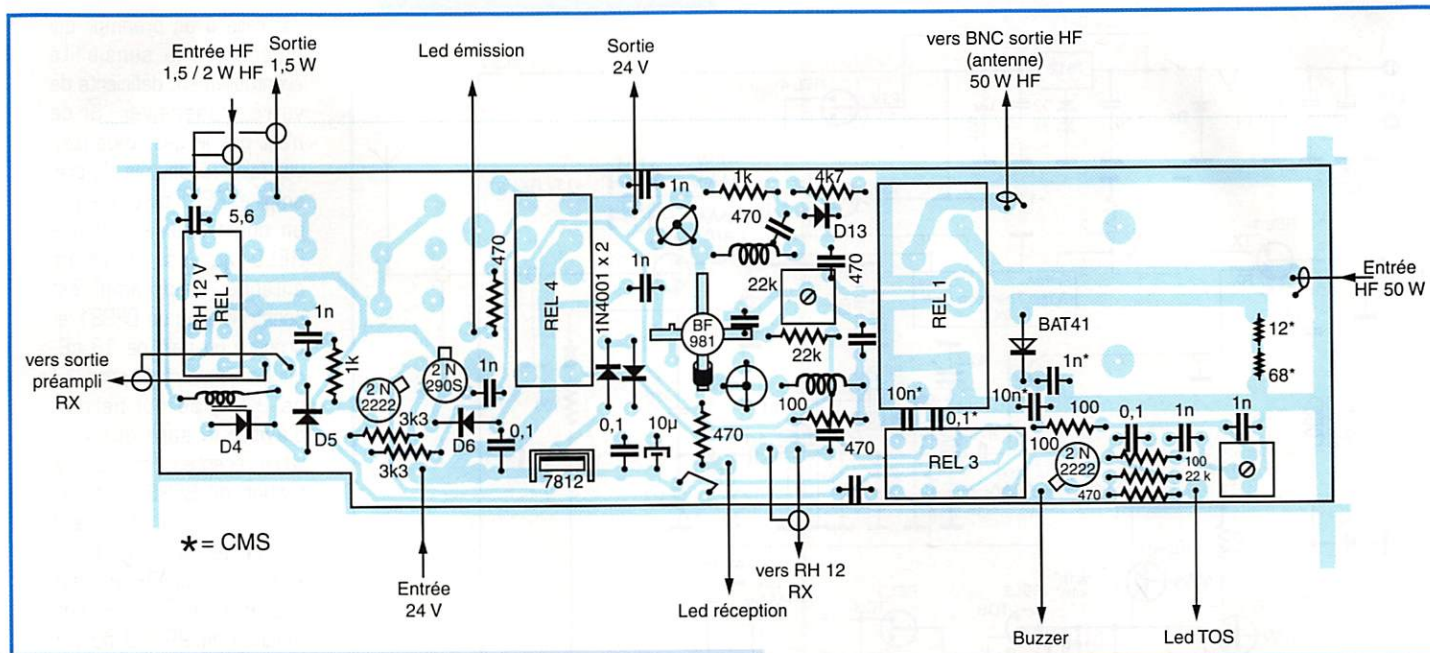 Entrée HF
1,5 / 2 W HF
Sortie
1,5 W
Led émission
Sortie
24 V
vers BNC sortie HF
(antenne)
50 W HF
5,6
RH 12 V
REL 1
1n
1k
470
REL 4
1N4001 x 2
1n
1n
1k
470
4k7
D13
470
22k
22k
BF
981
REL 1
BAT41
1n*
Entrée
HF 50 W
12*
68*
vers sortie
préampli
RX
D4
D5
2 N
2222
3k3
3k3
2 N
290S
1n
D6
0,1
7812
0,1
10µ
470
100
470
10n*
0,1*
10n*
100
100
REL 3
2 N
2222
0,1
1n
1n
100
22 k
470
* = CMS
Entrée
24 V
Led réception
vers RH 12
RX
Buzzer
Led TOS